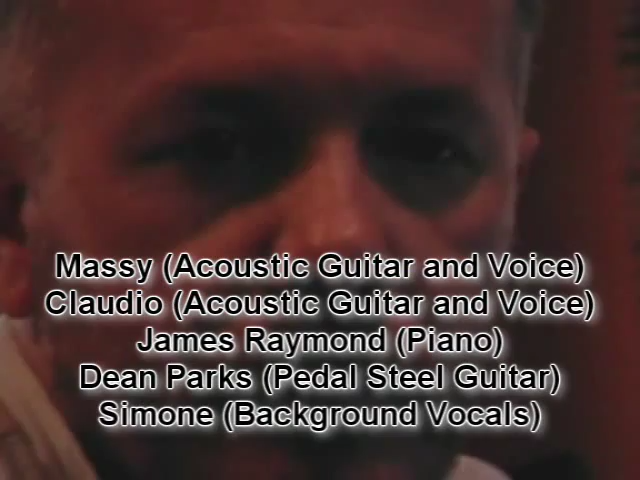 Massy (Acoustic Guitar and Voice)
Claudio (Acoustic Guitar and Voice)
James Raymond (Piano)
Dean Parks (Pedal Steel Guitar)
Simone (Background Vocals)